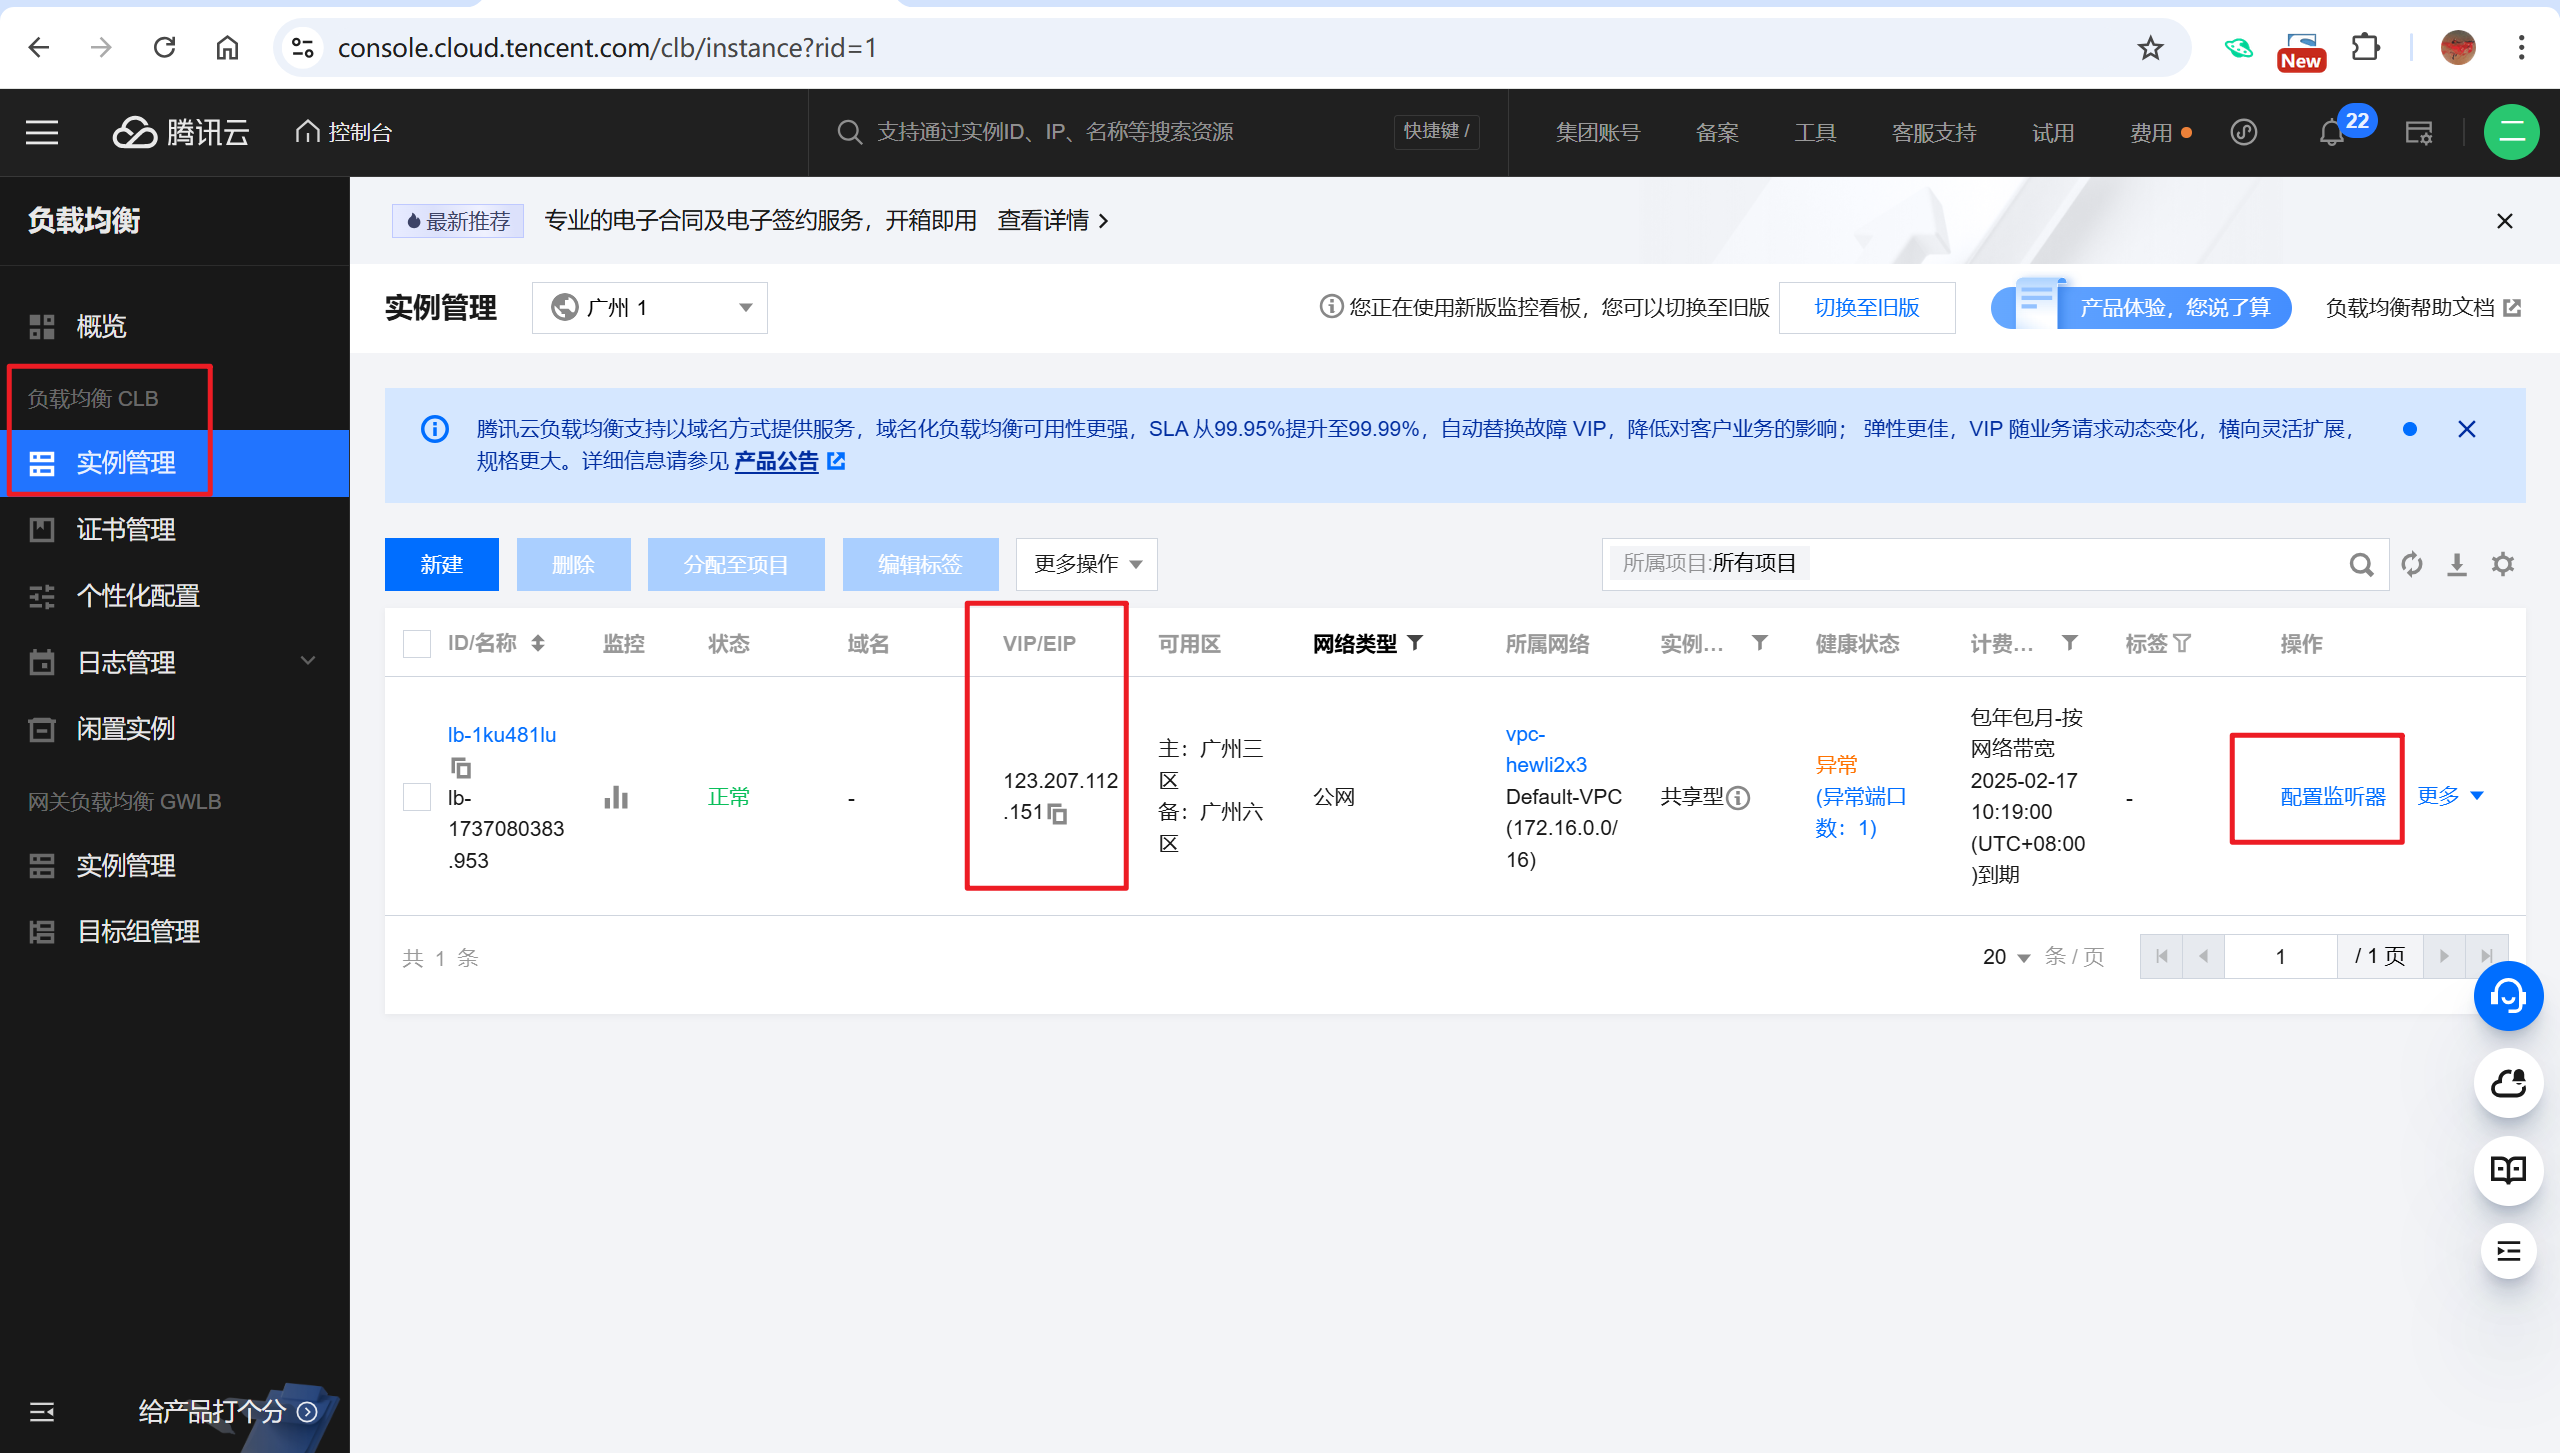 console.cloud.tencent.com/clb/instance?rid=1
New
腾讯云
控制台
支持通过实例ID、IP、名称等搜索资源
快捷键 /
集团账号
备案
工具
客服支持
试用
费用
22
负载均衡
概览
负载均衡 CLB
实例管理
证书管理
个性化配置
日志管理
闲置实例
网关负载均衡 GWLB
实例管理
目标组管理
给产品打个分
最新推荐
专业的电子合同及电子签约服务，开箱即用 查看详情
实例管理
广州 1
您正在使用新版监控看板，您可以切换至旧版
切换至旧版
产品体验，您说了算
负载均衡帮助文档
腾讯云负载均衡支持以域名方式提供服务，域名化负载均衡可用性更强，SLA 从99.95%提升至99.99%，自动替换故障 VIP，降低对客户业务的影响； 弹性更佳，VIP 随业务请求动态变化，横向灵活扩展，
规格更大。详细信息请参见 产品公告
新建
删除
分配至项目
编辑标签
更多操作
所属项目:所有项目
ID/名称
监控
状态
域名
VIP/EIP
可用区
网络类型
所属网络
实例...
健康状态
计费...
标签
操作
lb-1ku481lu
lb-
1737080383
.953
正常
-
123.207.112
.151
主：广州三
区
备：广州六
区
公网
vpc-
hewli2x3
Default-VPC
(172.16.0.0/
16)
共享型
异常
(异常端口
数：1)
包年包月-按
网络带宽
2025-02-17
10:19:00
(UTC+08:00
)到期
-
配置监听器
更多
共 1 条
20
条 / 页
1
/ 1 页